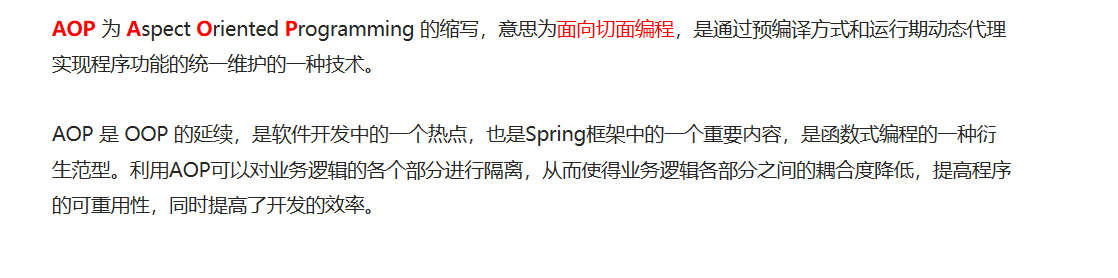 AOP 为 Aspect Oriented Programming 的缩写，意思为面向切面编程，是通过预编译方式和运行期动态代理
实现程序功能的统一维护的一种技术。
AOP 是 OOP 的延续，是软件开发中的一个热点，也是Spring框架中的一个重要内容，是函数式编程的一种衍
生范型。利用AOP可以对业务逻辑的各个部分进行隔离，从而使得业务逻辑各部分之间的耦合度降低，提高程序
的可重用性，同时提高了开发的效率。